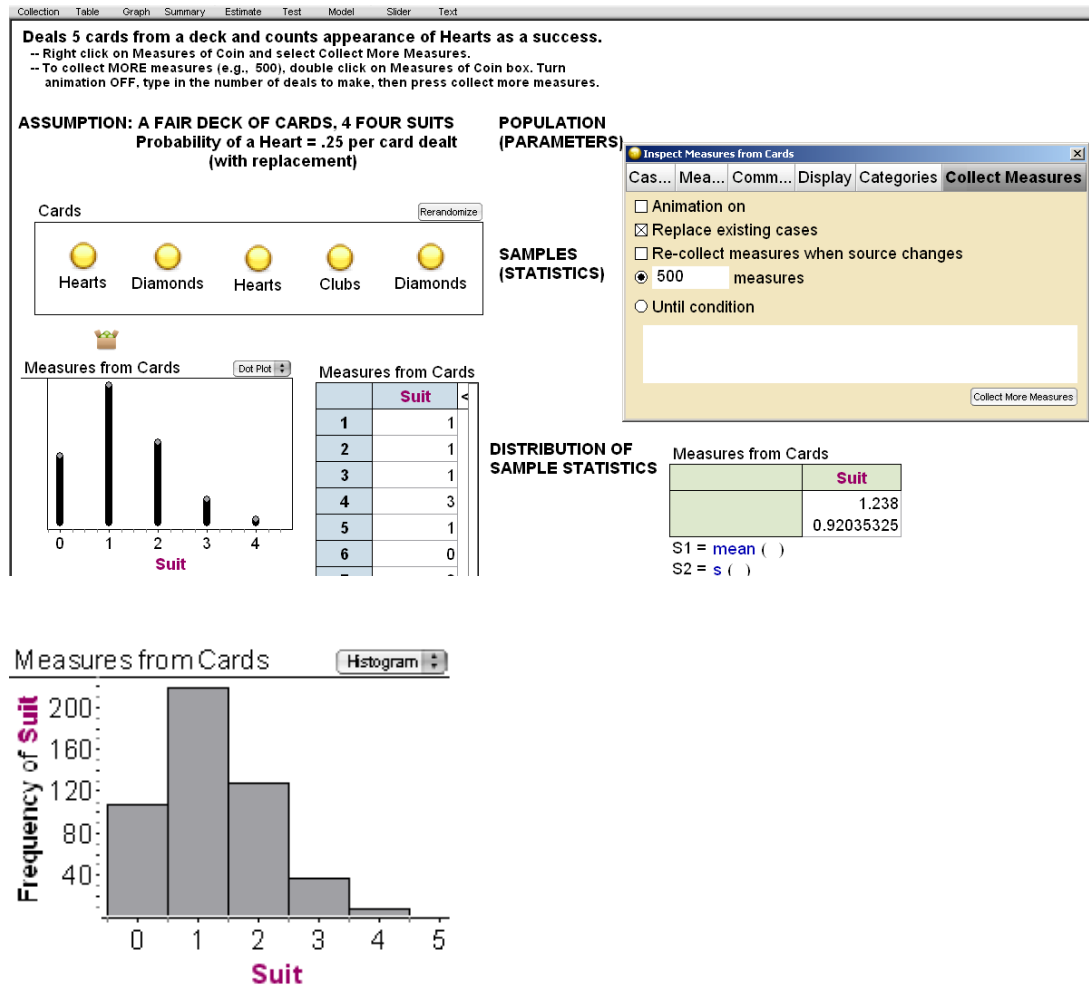 Collection Table Graph Summary Estimate Test Model Slider Text
Deals 5 cards from a deck and counts appearance of Hearts as a success.
-- Right click on Measures of Coin and select Collect More Measures.
-- To collect MORE measures (e.g., 500), double click on Measures of Coin box. Turn
animation OFF, type in the number of deals to make, then press collect more measures.
ASSUMPTION: A FAIR DECK OF CARDS, 4 FOUR SUITS
Probability of a Heart = .25 per card dealt
(with replacement)
POPULATION
(PARAMETERS)
Inspect Measures from Cards
Cas... Mea... Comm... Display Categories Collect Measures
Animation on
Replace existing cases
Re-collect measures when source changes
500 measures
Until condition
Collect More Measures
Cards Rerandomize
Hearts Diamonds Hearts Clubs Diamonds
SAMPLES
(STATISTICS)
Measures from Cards Dot Plot
0 1 2 3 4
Suit
Measures from Cards
Suit <
1 1
2 1
3 1
4 3
5 1
6 0
DISTRIBUTION OF
SAMPLE STATISTICS
Measures from Cards
Suit
1.238
0.92035325
S1 = mean ( )
S2 = s ( )
Measures from Cards Histogram
Frequency of Suit
200
160
120
80
40
0 1 2 3 4 5
Suit